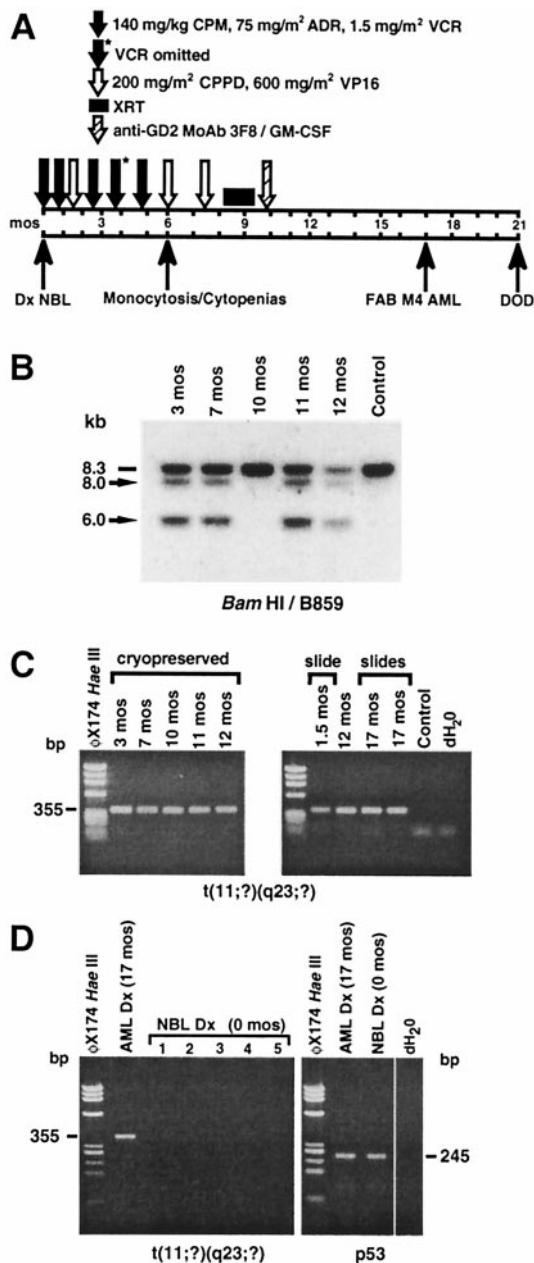 A
140 mg/kg CPM, 75 mg/m² ADR, 1.5 mg/m² VCR
* VCR omitted
200 mg/m² CPPD, 600 mg/m² VP16
XRT
anti-GD2 MoAb 3F8 / GM-CSF
*
mos 3 6 9 12 15 18 21
Dx NBL Monocytosis/Cytopenias FAB M4 AML DOD
B
3 mos 7 mos 10 mos 11 mos 12 mos Control
kb
8.3
8.0
6.0
Bam HI / B859
C
φX174 Hae III
cryopreserved
3 mos 7 mos 10 mos 11 mos 12 mos
slide slides
1.5 mos 12 mos 17 mos 17 mos Control dH₂0
bp
355
t(11;?)(q23;?)
D
φX174 Hae III
AML Dx (17 mos)
NBL Dx (0 mos)
1 2 3 4 5
φX174 Hae III
AML Dx (17 mos)
NBL Dx (0 mos)
dH₂0
bp bp
355
245
t(11;?)(q23;?) p53